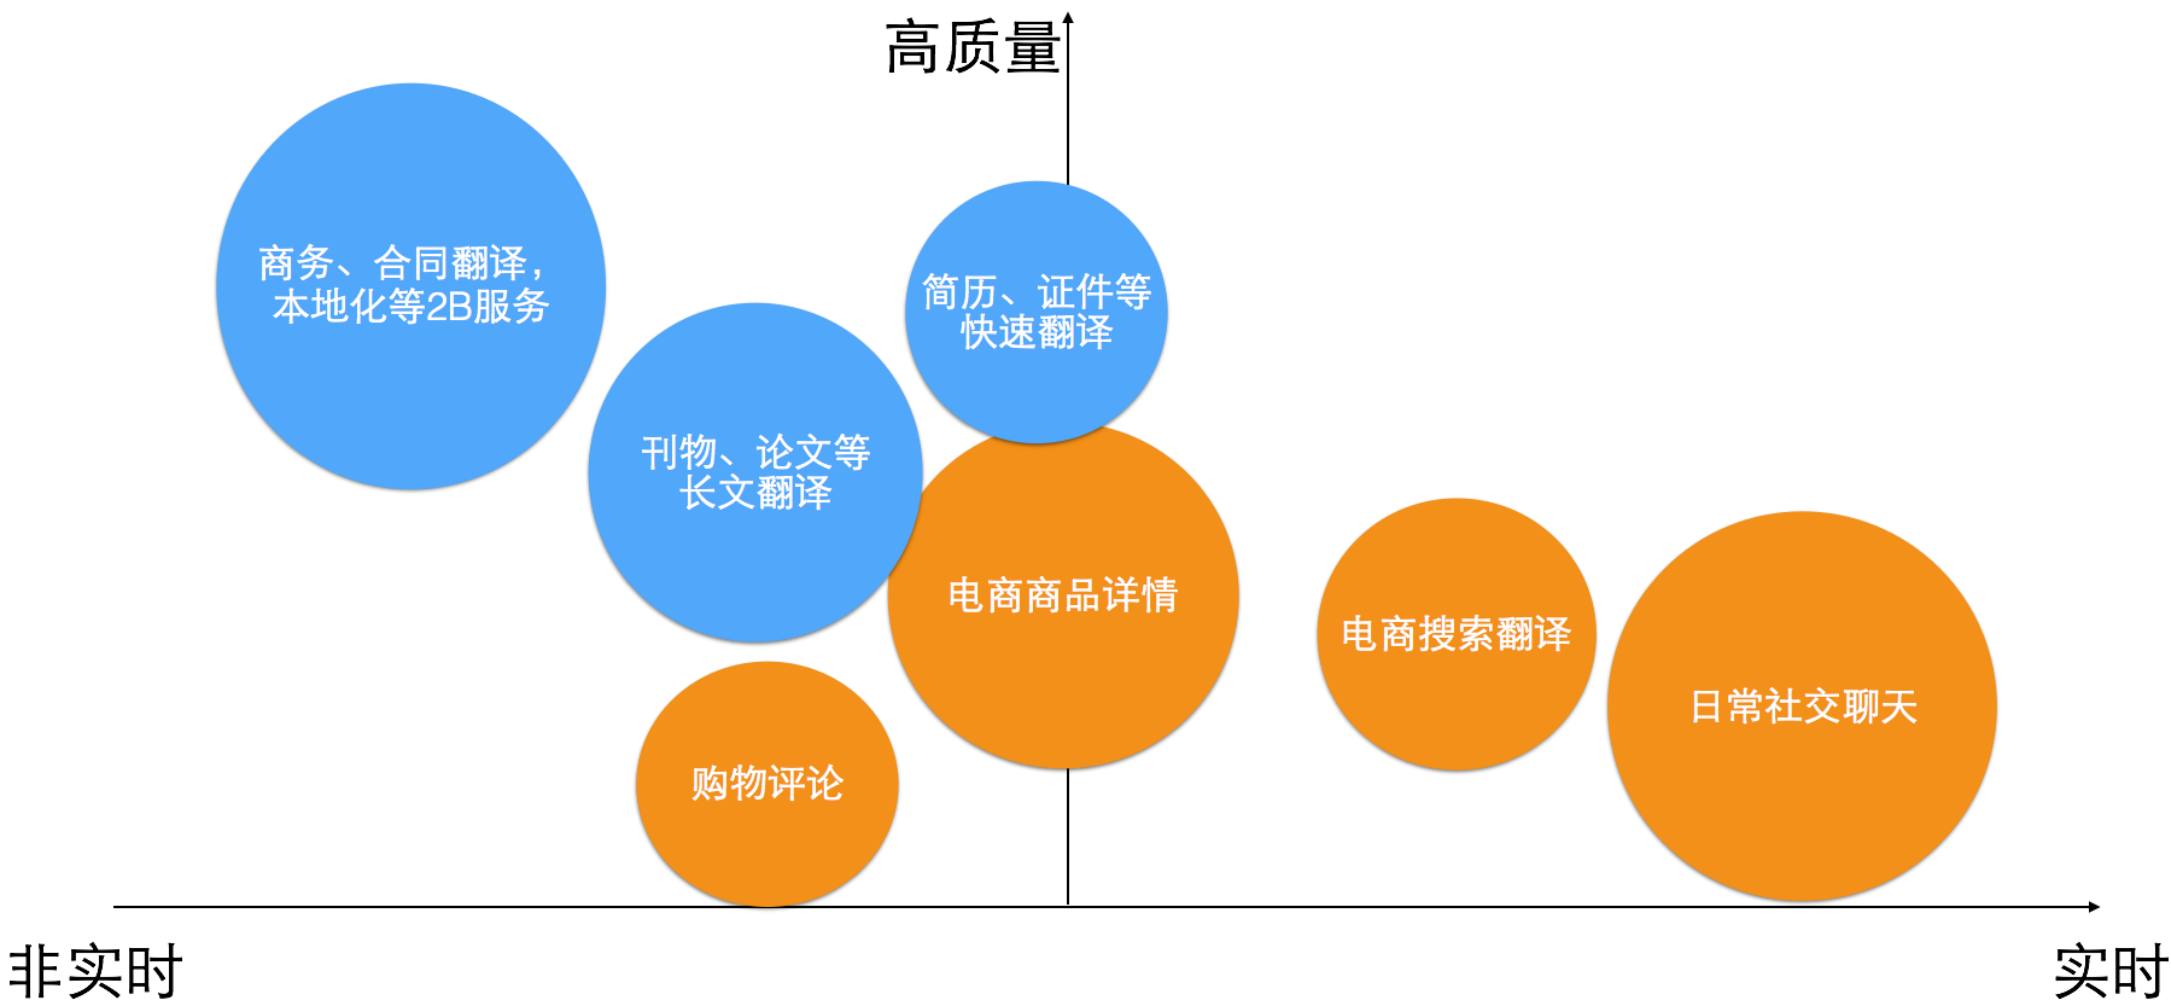 高质量
商务、合同翻译，
本地化等2B服务
简历、证件等
快速翻译
刊物、论文等
长文翻译
电商商品详情
电商搜索翻译
日常社交聊天
购物评论
非实时
实时